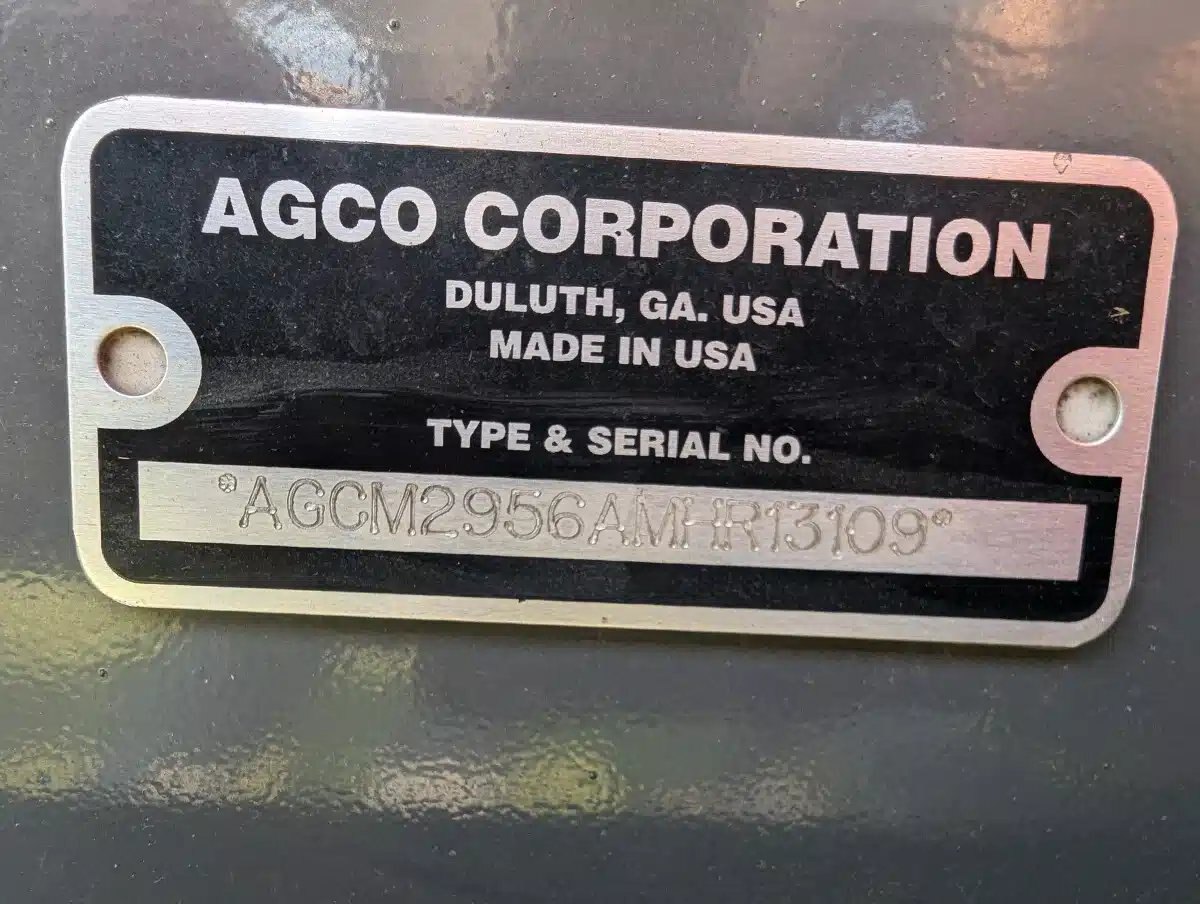 AGCO CORPORATION
DULUTH, GA. USA
MADE IN USA
TYPE & SERIAL NO.
*AGCM2956AMHR13109*